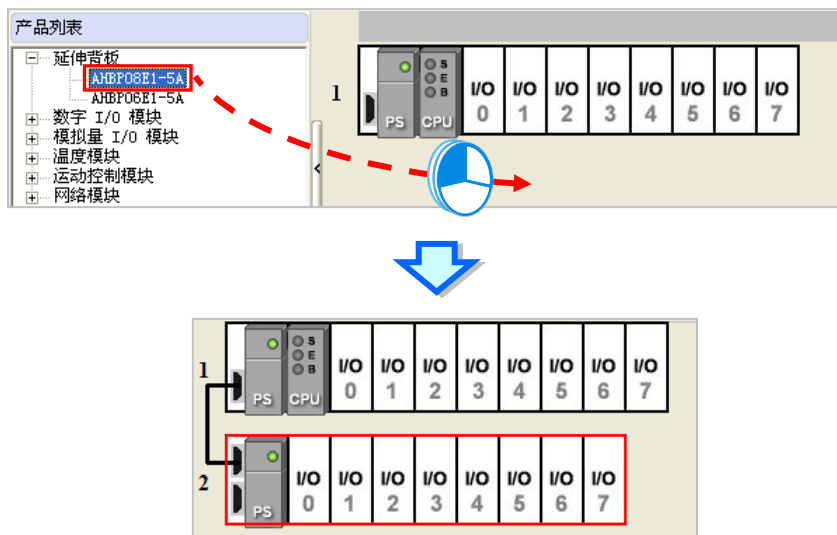 产品列表
延伸背板
AHBP08E1-5A
AHBP06E1-5A
数字 I/O 模块
模拟量 I/O 模块
温度模块
运动控制模块
网络模块
1
PS
CPU
S
E
B
I/O I/O I/O I/O I/O I/O I/O I/O
0 1 2 3 4 5 6 7
1
PS
CPU
S
E
B
I/O I/O I/O I/O I/O I/O I/O I/O
0 1 2 3 4 5 6 7
2
PS
I/O I/O I/O I/O I/O I/O I/O I/O
0 1 2 3 4 5 6 7